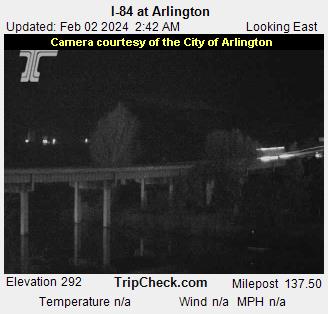 I-84 at Arlington
Updated: Feb 02 2024 2:42 AM Looking East
Camera courtesy of the City of Arlington
Elevation 292 TripCheck.com Milepost 137.50
Temperature n/a Wind n/a MPH n/a